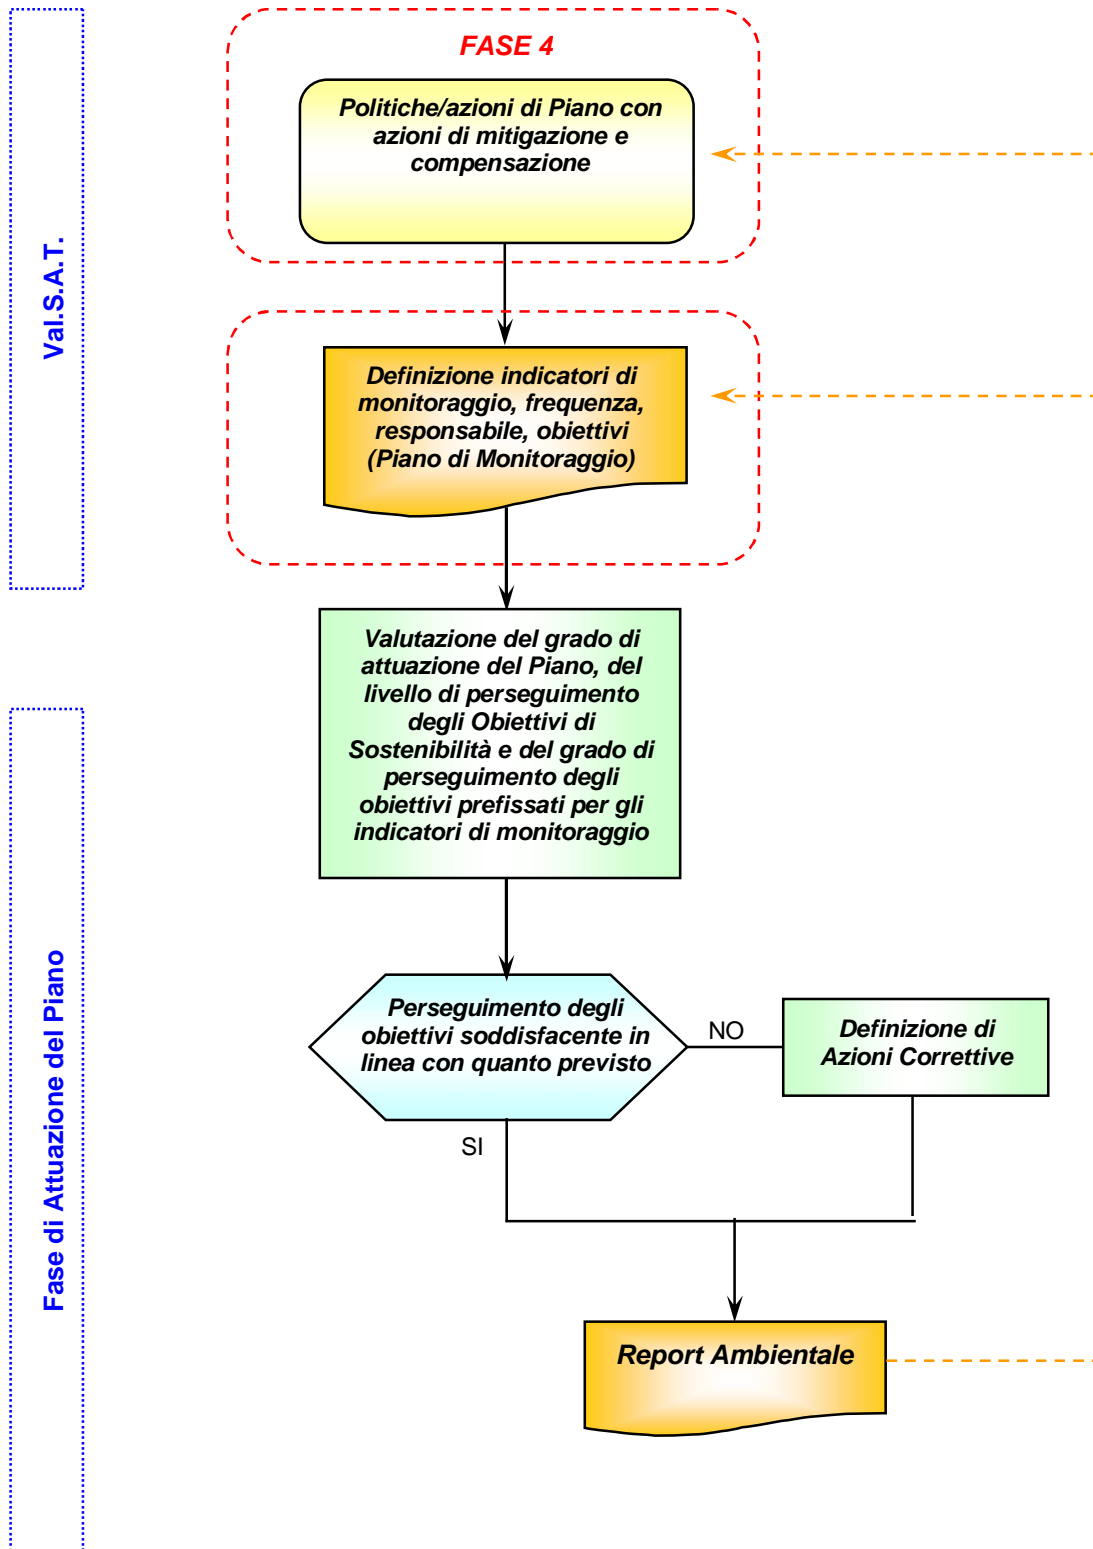 FASE 4
Politiche/azioni di Piano con
azioni di mitigazione e
compensazione
Val.S.A.T.
Definizione indicatori di
monitoraggio, frequenza,
responsabile, obiettivi
(Piano di Monitoraggio)
Valutazione del grado di
attuazione del Piano, del
livello di perseguimento
degli Obiettivi di
Sostenibilità e del grado di
perseguimento degli
obiettivi prefissati per gli
indicatori di monitoraggio
Fase di Attuazione del Piano
Perseguimento degli
obiettivi soddisfacente in
linea con quanto previsto
NO
Definizione di
Azioni Correttive
SI
Report Ambientale